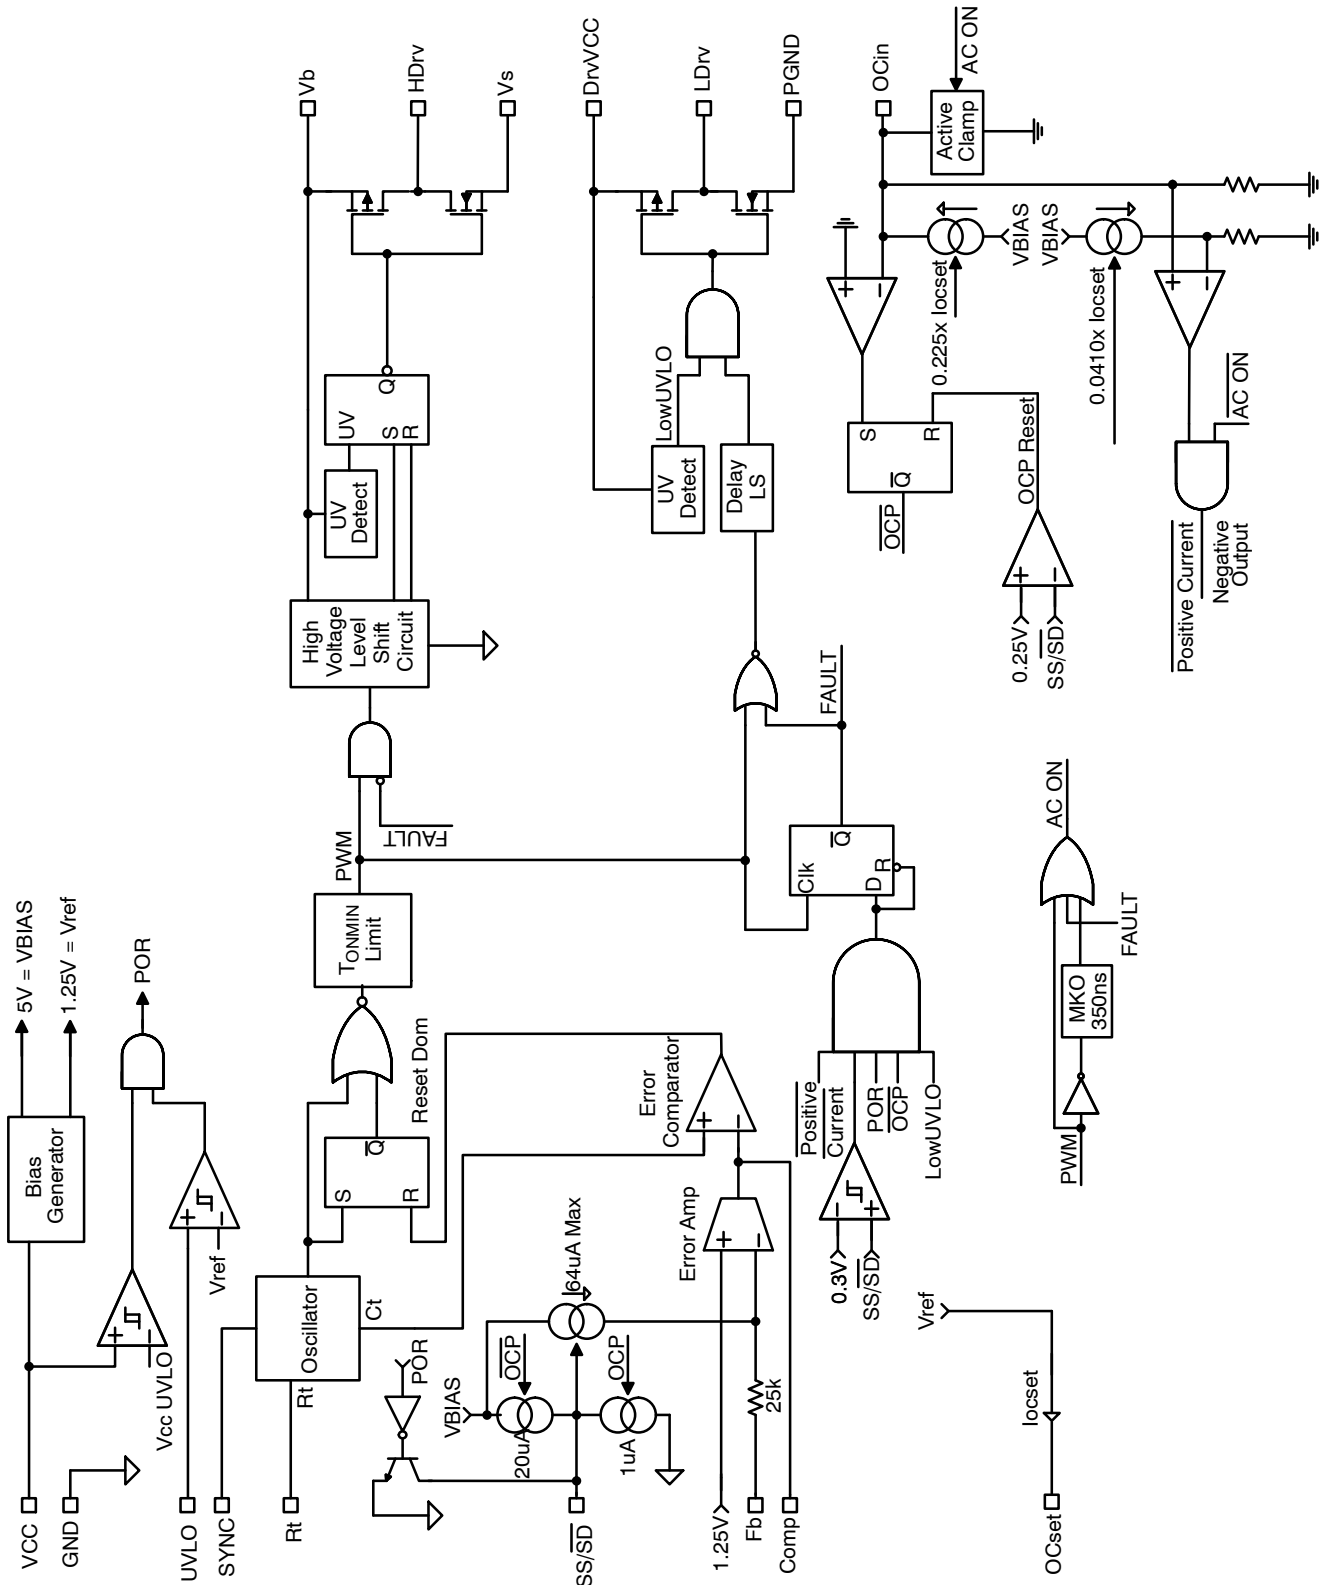 VCC
GND
Bias
Generator
5V = VBIAS
1.25V = Vref
POR
+
−
Vcc UVLO
+
−
Vref
UVLO
SYNC
Rt
Rt
Oscillator
Ct
S
R
Q
Reset Dom
TONMIN
Limit
PWM
FAULT
High
Voltage
Level
Shift
Circuit
UV
Detect
UV
S
R
Q
Vb
HDrv
Vs
POR
VBIAS
20uA
OCP
1uA
OCP
64uA Max
SS/SD
1.25V
Fb
Comp
25k
Error Amp
+
−
Error
Comparator
+
−
0.3V
SS/SD
−
+
Positive
Current
POR
OCP
LowUVLO
Clk
D
R
Q
FAULT
UV
Detect
LowUVLO
Delay
LS
DrvVCC
LDrv
PGND
OCin
Active
Clamp
AC ON
+
−
0.225x Iocset
VBIAS
VBIAS
0.0410x Iocset
S
R
Q
OCP
OCP Reset
+
−
0.25V
SS/SD
+
−
AC ON
Positive Current
Negative
Output
PWM
MKO
350ns
FAULT
AC ON
Vref
Iocset
OCset